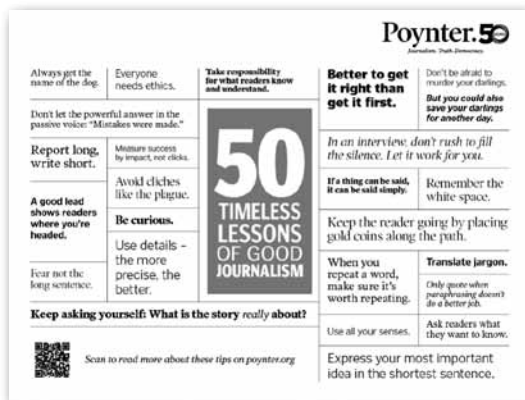 Poynter.50
Journalism. Truth. Democracy.
Always get the
name of the dog.
Everyone
needs ethics.
Take responsibility
for what readers know
and understand.
Don't let the powerful answer in the
passive voice: “Mistakes were made.”
Report long,
write short.
Measure success
by impact, not clicks.
Avoid cliches
like the plague.
A good lead
shows readers
where you're
headed.
Be curious.
Use details –
the more
precise, the
better.
Fear not the
long sentence.
50
TIMELESS
LESSONS
OF GOOD
JOURNALISM
Better to get
it right than
get it first.
Don't be afraid to
murder your darlings.
But you could also
save your darlings
for another day.
In an interview, don't rush to fill
the silence. Let it work for you.
If a thing can be said,
it can be said simply.
Remember the
white space.
Keep the reader going by placing
gold coins along the path.
When you
repeat a word,
make sure it's
worth repeating.
Translate jargon.
Only quote when
paraphrasing doesn't
do a better job.
Use all your senses.
Ask readers what
they want to know.
Keep asking yourself: What is the story really about?
Express your most important
idea in the shortest sentence.
Scan to read more about these tips on poynter.org